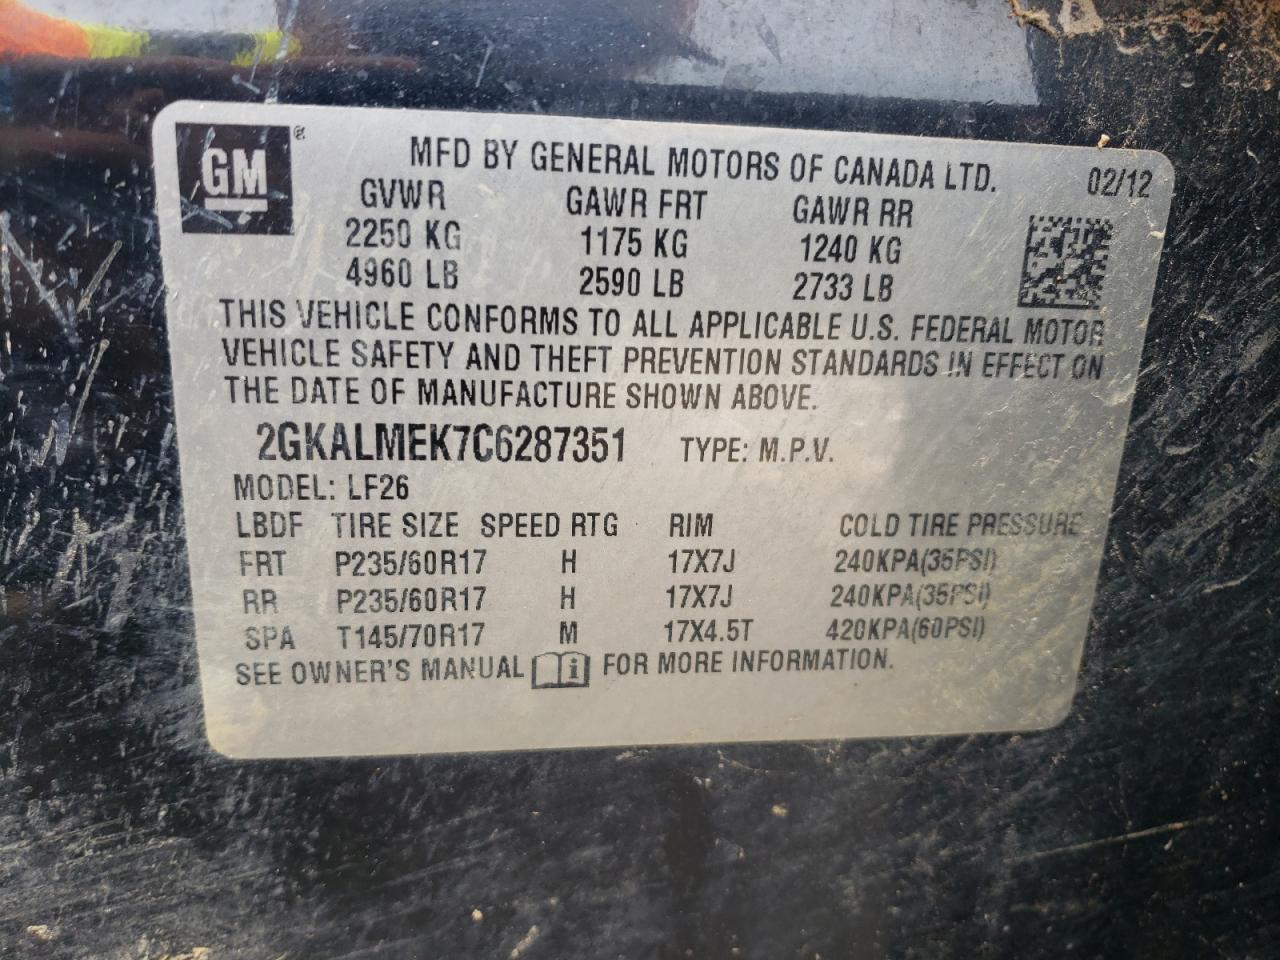 GM ®
MFD BY GENERAL MOTORS OF CANADA LTD. 02/12
GVWR GAWR FRT GAWR RR
2250 KG 1175 KG 1240 KG
4960 LB 2590 LB 2733 LB
THIS VEHICLE CONFORMS TO ALL APPLICABLE U.S. FEDERAL MOTOR
VEHICLE SAFETY AND THEFT PREVENTION STANDARDS IN EFFECT ON
THE DATE OF MANUFACTURE SHOWN ABOVE.
2GKALMEK7C6287351 TYPE: M.P.V.
MODEL: LF26
LBDF TIRE SIZE SPEED RTG RIM COLD TIRE PRESSURE
FRT P235/60R17 H 17X7J 240KPA(35PSI)
RR P235/60R17 H 17X7J 240KPA(35PSI)
SPA T145/70R17 M 17X4.5T 420KPA(60PSI)
SEE OWNER'S MANUAL i FOR MORE INFORMATION.